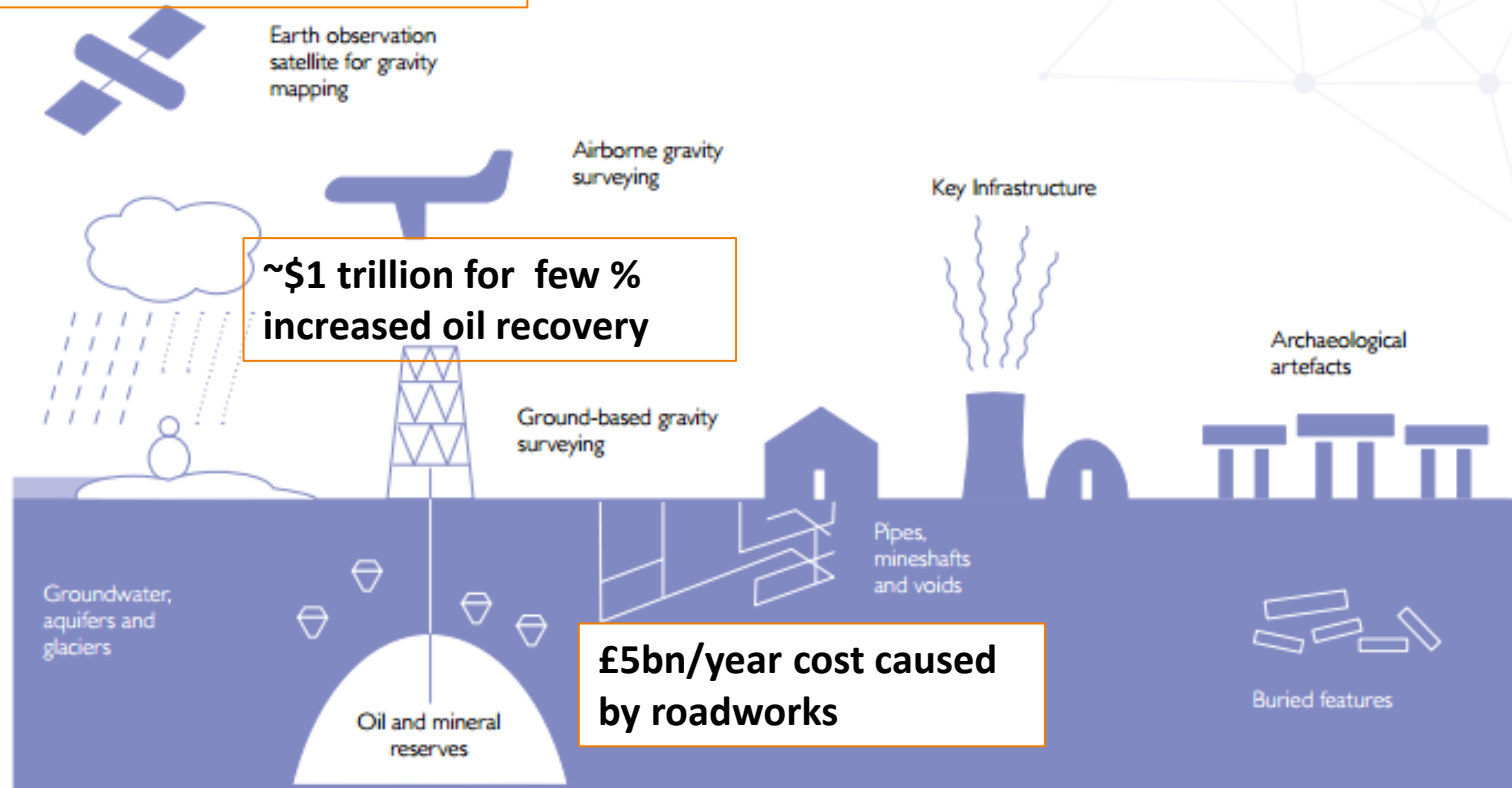 Earth observation
satellite for gravity
mapping
Airborne gravity
surveying
Key Infrastructure
~$1 trillion for few %
increased oil recovery
Archaeological
artefacts
Ground-based gravity
surveying
Pipes,
mineshafts
and voids
Groundwater,
aquifers and
glaciers
£5bn/year cost caused
by roadworks
Buried features
Oil and mineral
reserves